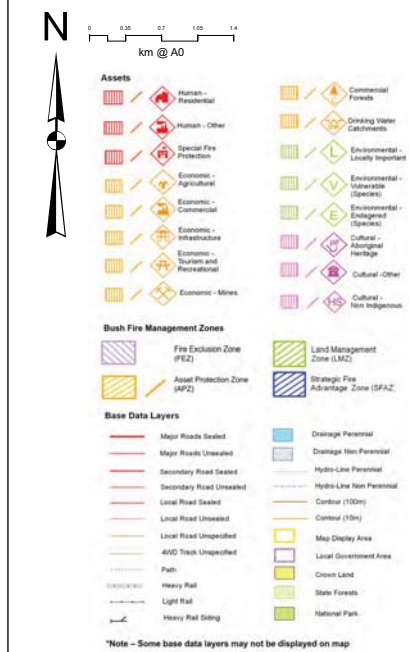 N
0 0.35 0.7 1.05 1.4
km @ A0
Assets
Human -
Residential
Human - Other
Special Fire
Protection
Economic -
Agricultural
Economic -
Commercial
Economic -
Infrastructure
Economic -
Tourism and
Recreational
Economic - Mines
Commercial
Forests
Drinking Water
Catchments
L
Environmental -
Locally Important
V
Environmental -
Vulnerable
(Species)
E
Environmental -
Endagered
(Species)
Cultural -
Aboriginal
Heritage
Cultural -Other
HS
Cultural -
Non Indigenous
Bush Fire Management Zones
Fire Exclusion Zone
(FEZ)
Land Management
Zone (LMZ)
Asset Protection Zone
(APZ)
Strategic Fire
Advantage Zone (SFAZ)
Base Data Layers
Major Roads Sealed
Major Roads Unsealed
Secondary Road Sealed
Secondary Road Unsealed
Local Road Sealed
Local Road Unsealed
Local Road Unspecified
4WD Track Unspecified
Path
Heavy Rail
Light Rail
Heavy Rail Siding
Drainage Perennial
Drainage Non Perennial
Hydro-Line Perennial
Hydro-Line Non Perennial
Contour (100m)
Contour (10m)
Map Display Area
Local Government Area
Crown Land
State Forests
National Park
*Note – Some base data layers may not be displayed on map